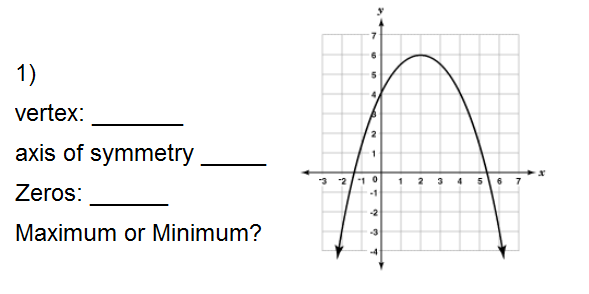 1)
vertex: ________
axis of symmetry ______
Zeros: _______
Maximum or Minimum?
y
7
6
5
4
3
2
1
-3 -2 -1 0 1 2 3 4 5 6 7 x
-1
-2
-3
-4